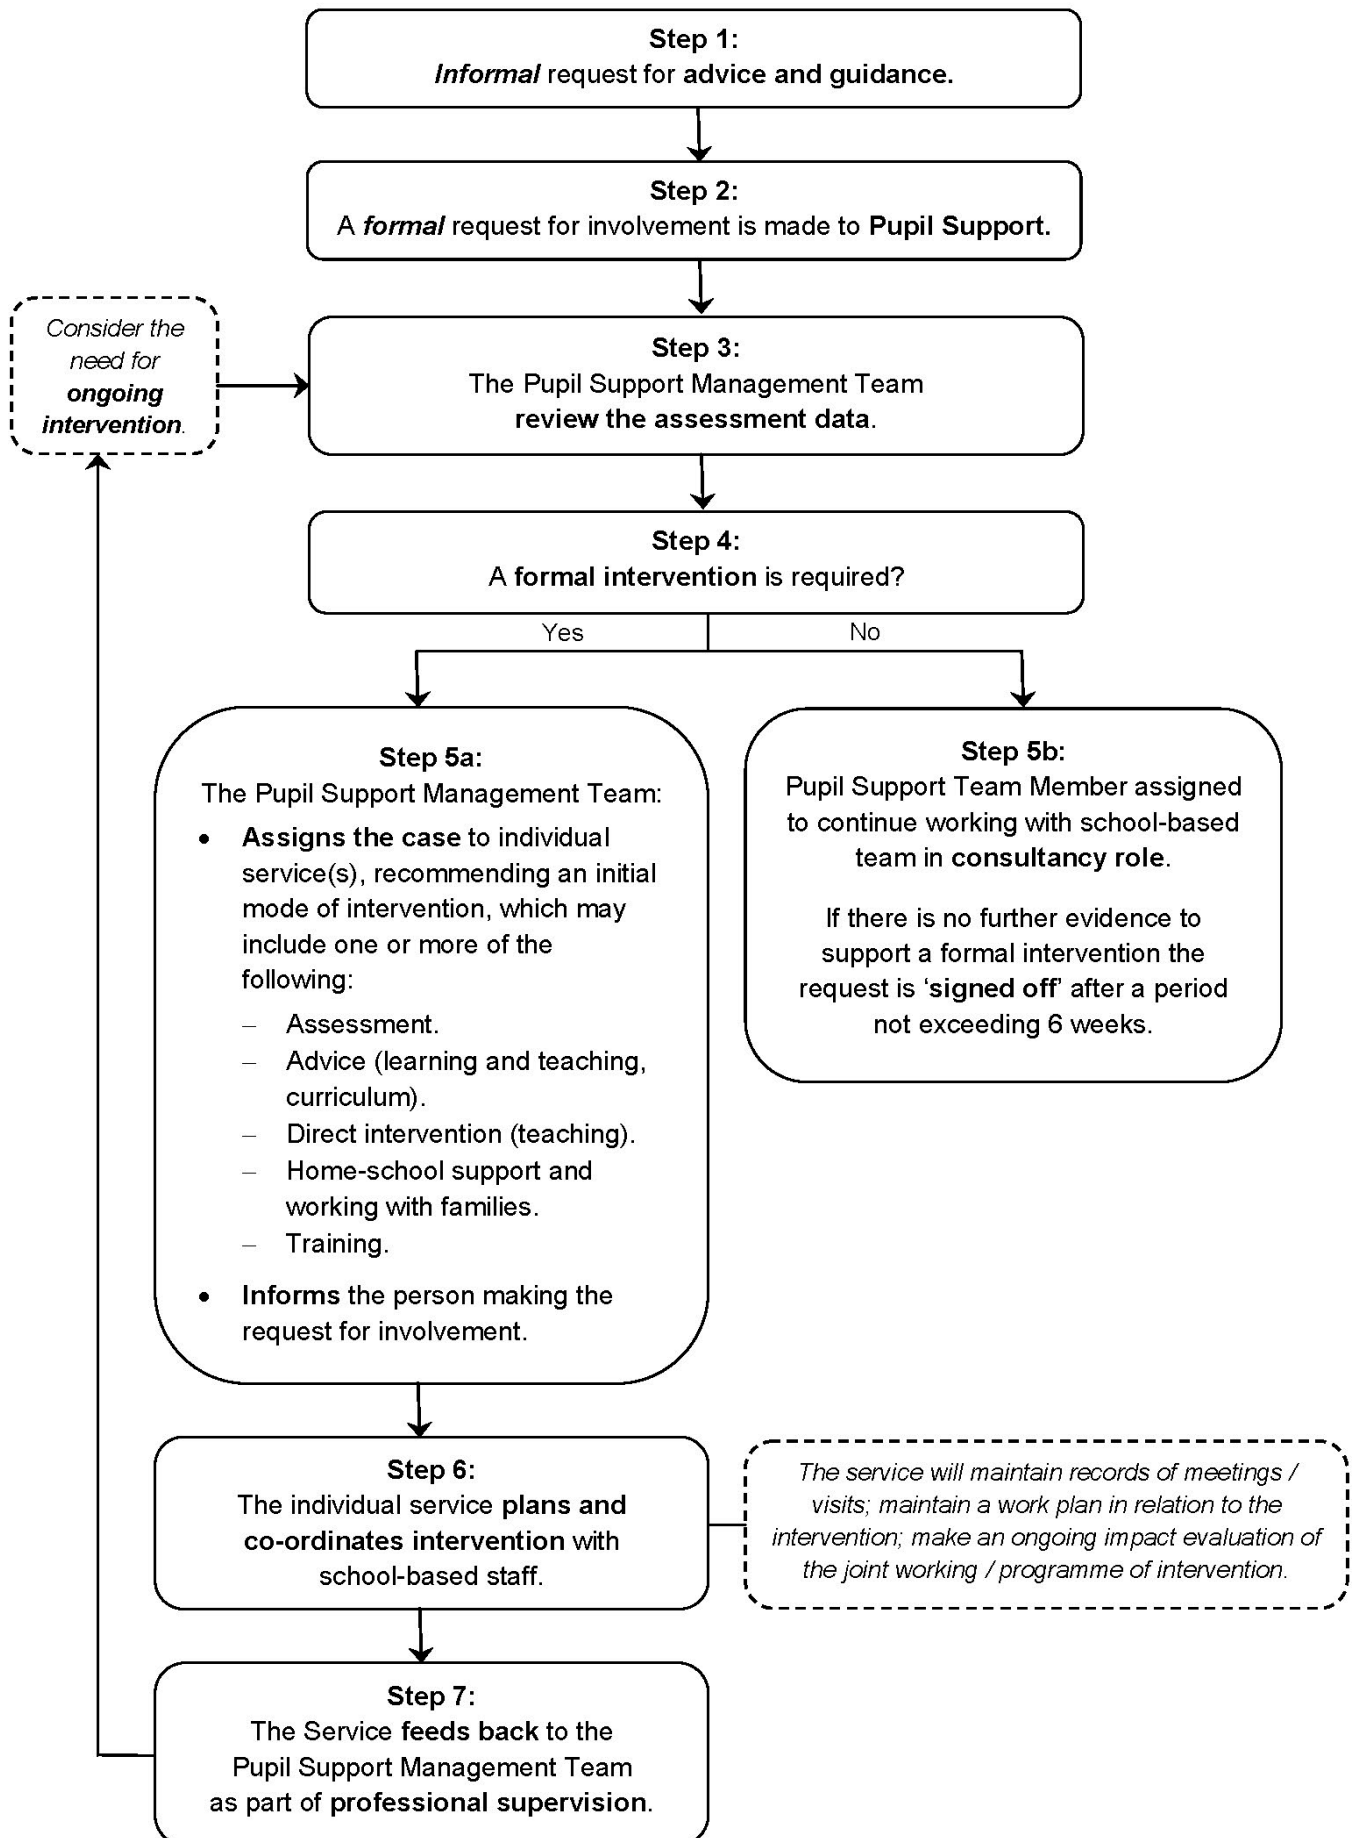 Step 1:
Informal request for advice and guidance.
Step 2:
A formal request for involvement is made to Pupil Support.
Consider the
need for
ongoing
intervention.
Step 3:
The Pupil Support Management Team
review the assessment data.
Step 4:
A formal intervention is required?
Yes
No
Step 5a:
The Pupil Support Management Team:
• Assigns the case to individual
service(s), recommending an initial
mode of intervention, which may
include one or more of the
following:
– Assessment.
– Advice (learning and teaching,
curriculum).
– Direct intervention (teaching).
– Home-school support and
working with families.
– Training.
• Informs the person making the
request for involvement.
Step 5b:
Pupil Support Team Member assigned
to continue working with school-based
team in consultancy role.
If there is no further evidence to
support a formal intervention the
request is ‘signed off’ after a period
not exceeding 6 weeks.
Step 6:
The individual service plans and
co-ordinates intervention with
school-based staff.
The service will maintain records of meetings /
visits; maintain a work plan in relation to the
intervention; make an ongoing impact evaluation of
the joint working / programme of intervention.
Step 7:
The Service feeds back to the
Pupil Support Management Team
as part of professional supervision.